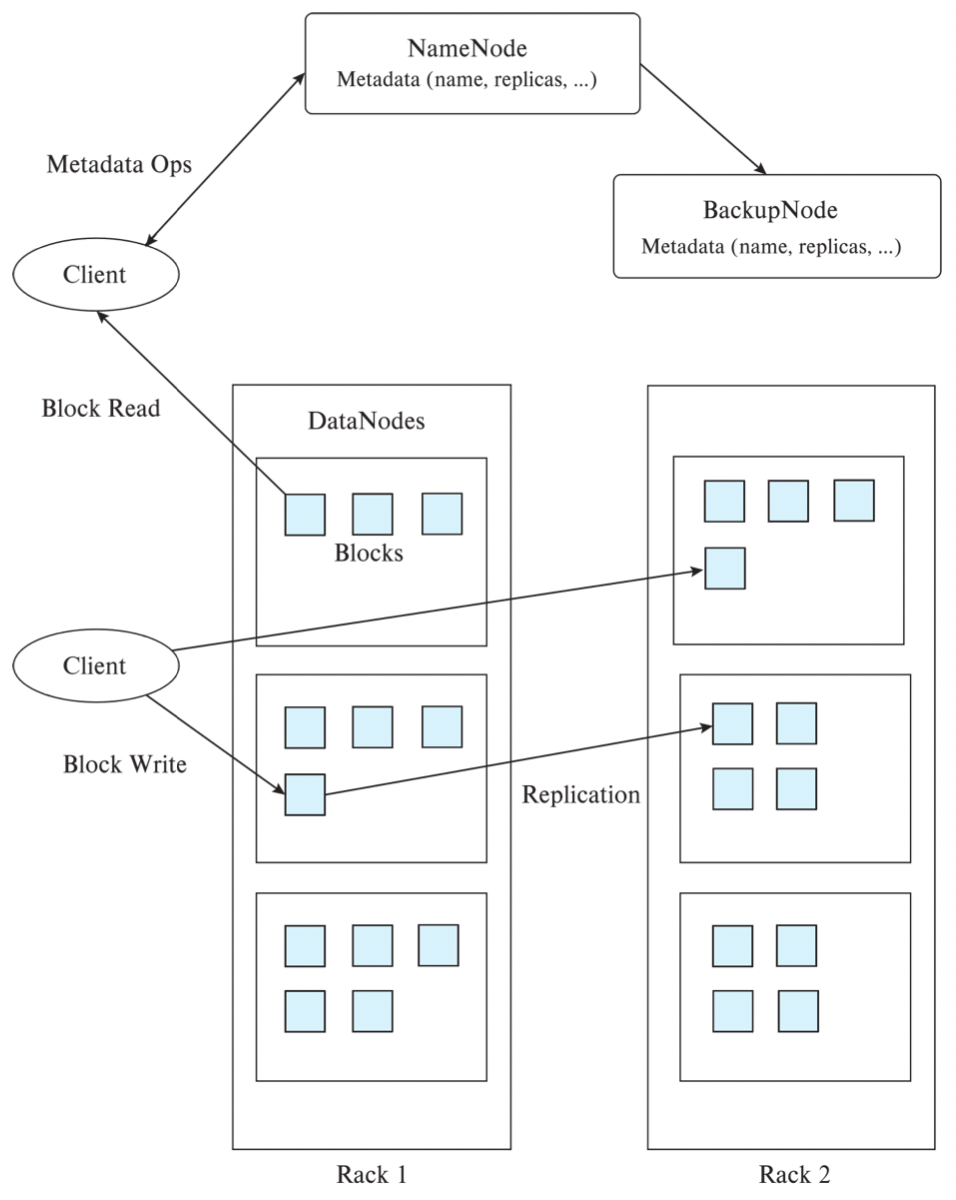 NameNode
Metadata (name, replicas, ...)
Metadata Ops
BackupNode
Metadata (name, replicas, ...)
Client
Block Read
DataNodes
Blocks
Client
Block Write
Replication
Rack 1
Rack 2